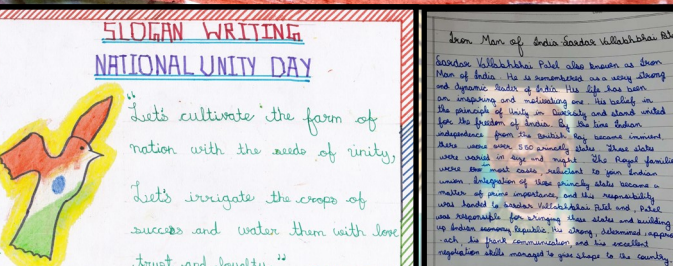 SLOGAN WRITING
NATIONAL UNITY DAY
"Let's cultivate the farm of
nation with the seeds of unity,
Let's irrigate the crops of
success and water them with love
trust and loyalty."
Iron Man of India Sardar Vallabhbhai
Sardar Vallabhbhai Patel also known as Iron
Man of India. He is remembered as a very strong
and dynamic leader of India. His life has been
an inspiring and motivating one. His belief in
the principle of Unity in Diversity and stand united
for the freedom of India. By the time Indian
independence from the British Raj became imminent,
there were over 560 princely states. These states
were varied in size and might. The Royal families
were in most cases reluctant to join Indian
union. Integration of these princely states became a
matter of prime importance, and this responsibility
was handed to Sardar Vallabhbhai Patel and, Patel
was responsible for bringing these states and building
up Indian economy, Republic. His strong, determined
-ach, his frank communication and his excellent
negotiation skills managed to give shape to the country.